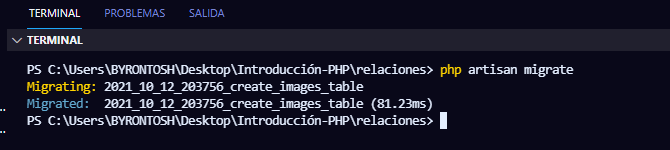 TERMINAL PROBLEMAS SALIDA
TERMINAL
PS C:\Users\BYRONTOSH\Desktop\Introducción-PHP\relaciones> php artisan migrate
Migrating: 2021_10_12_203756_create_images_table
Migrated:  2021_10_12_203756_create_images_table (81.23ms)
PS C:\Users\BYRONTOSH\Desktop\Introducción-PHP\relaciones>